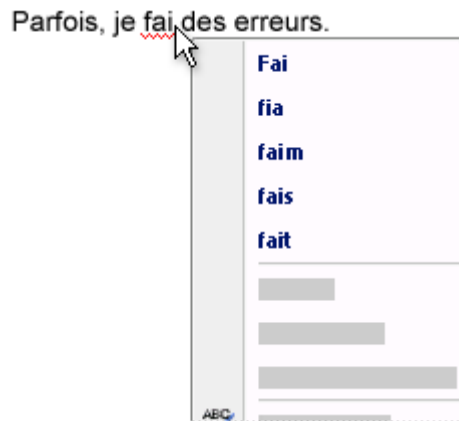 Parfois, je fai des erreurs.
Fai
fia
faim
fais
fait
ABC